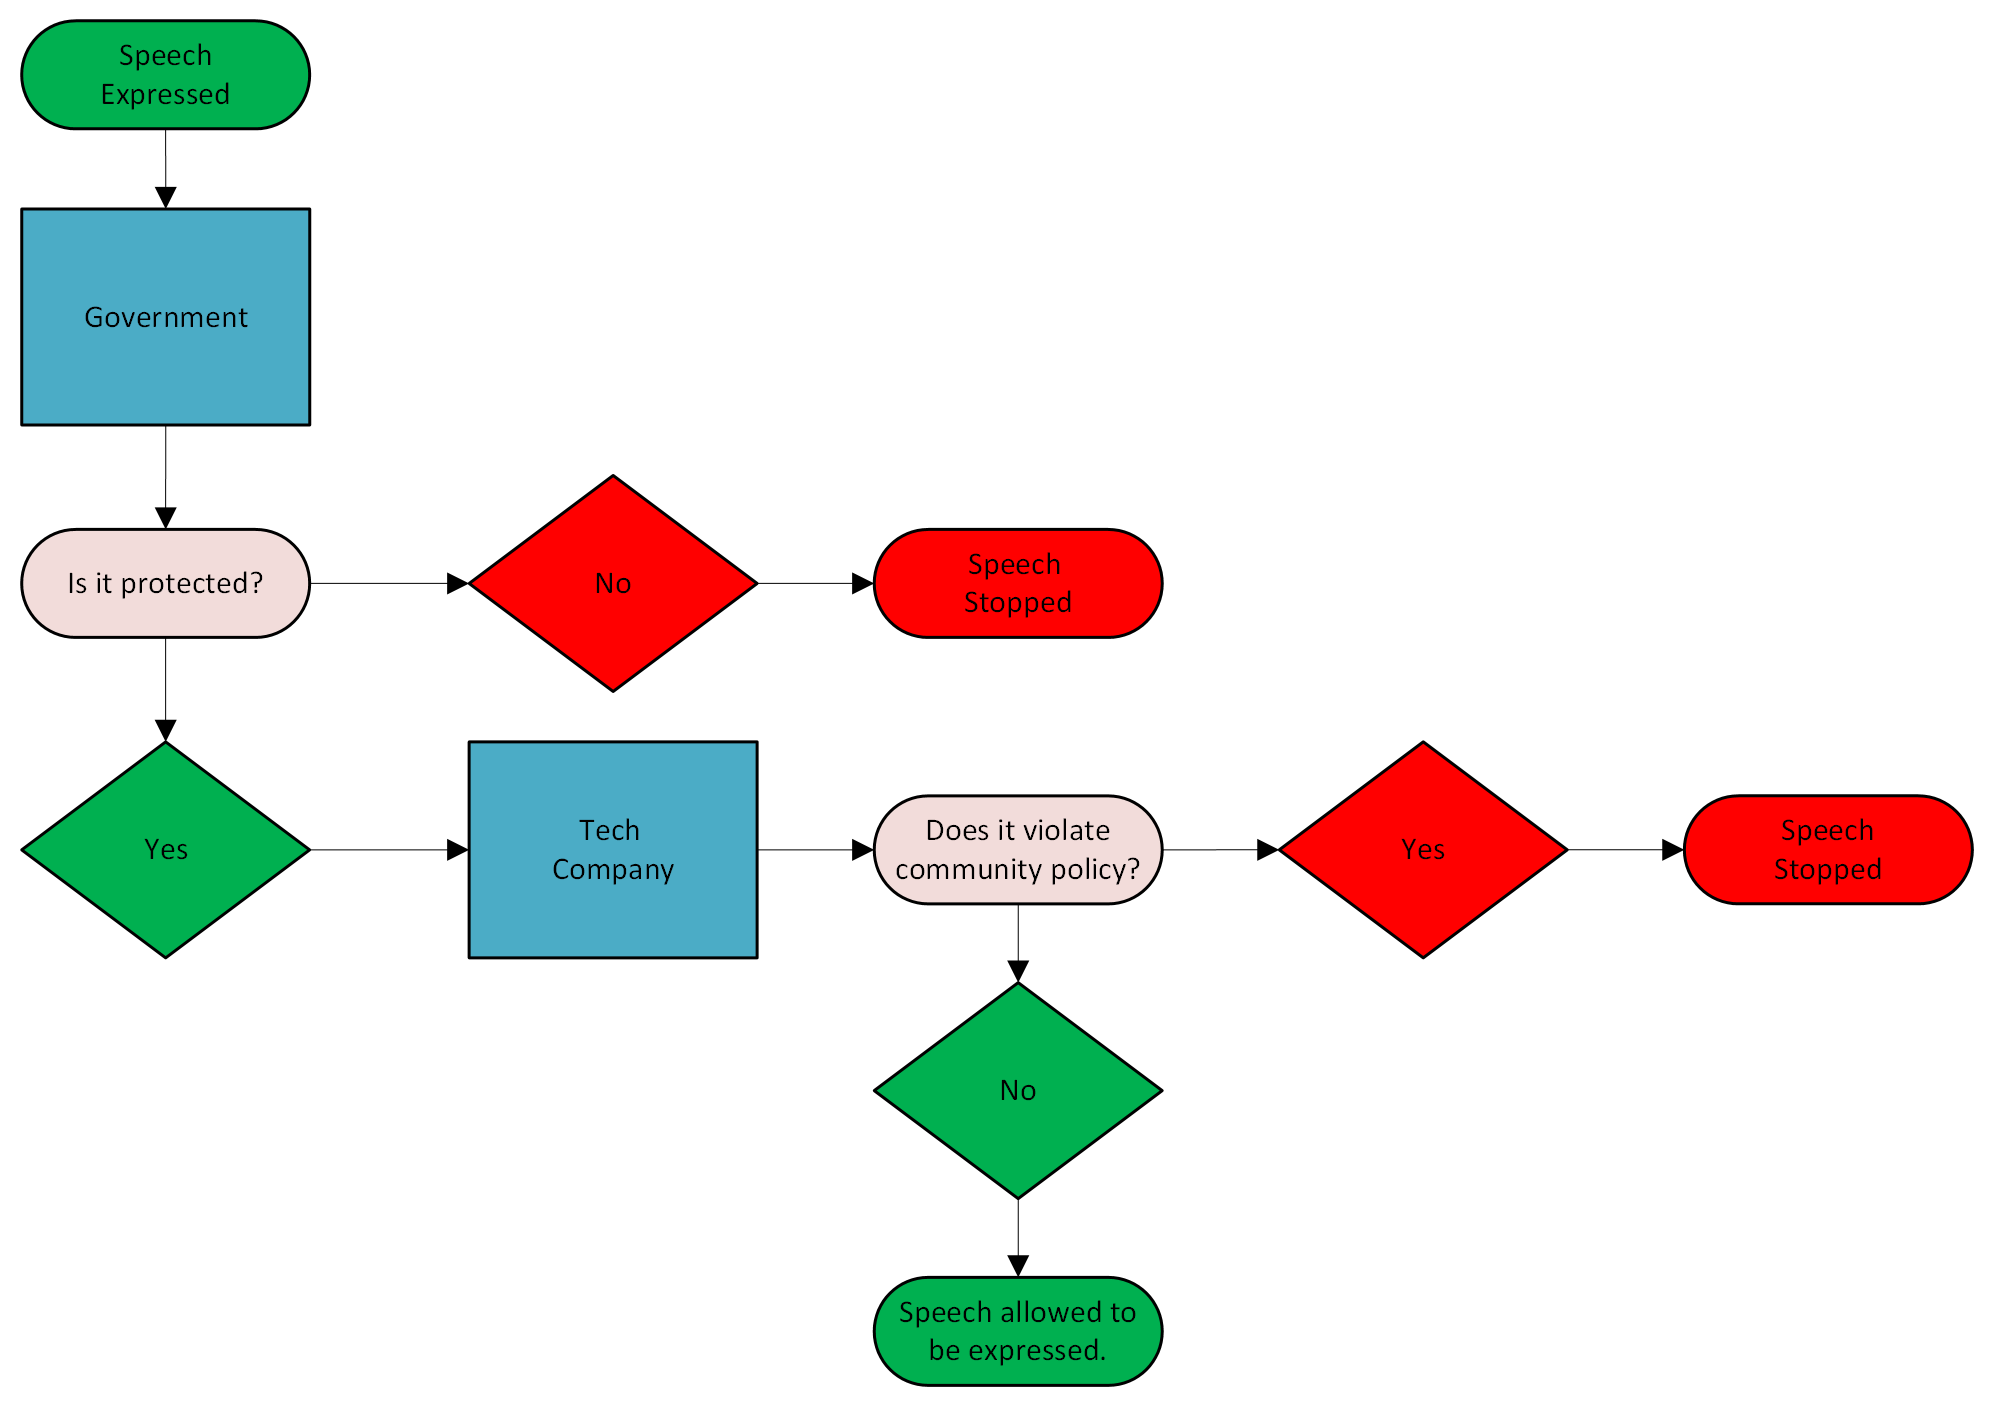 Speech
Expressed
Government
Is it protected?
No
Speech
Stopped
Yes
Tech
Company
Does it violate
community policy?
Yes
Speech
Stopped
No
Speech allowed to
be expressed.